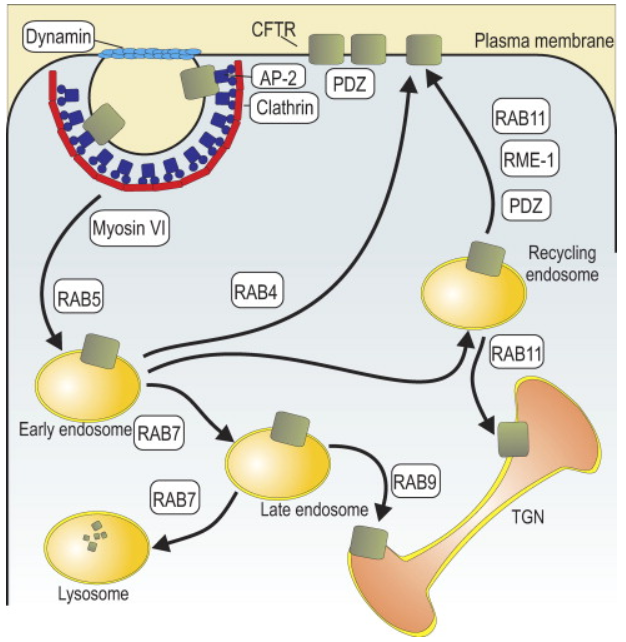 Dynamin
CFTR
Plasma membrane
AP-2
PDZ
Clathrin
RAB11
RME-1
PDZ
Myosin VI
Recycling
endosome
RAB5
RAB4
RAB11
Early endosome
RAB7
RAB7
Late endosome
RAB9
TGN
Lysosome